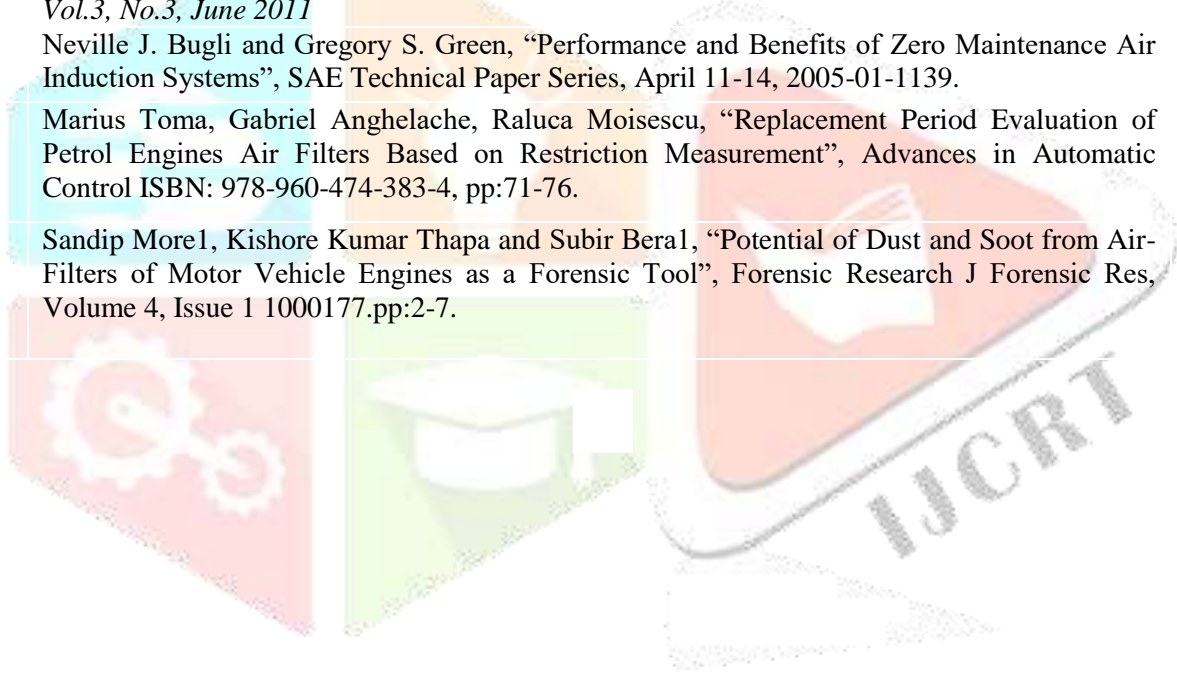 Vol.3, No.3, June 2011
Neville J. Bugli and Gregory S. Green, “Performance and Benefits of Zero Maintenance Air
Induction Systems”, SAE Technical Paper Series, April 11-14, 2005-01-1139.
Marius Toma, Gabriel Anghelache, Raluca Moisescu, “Replacement Period Evaluation of
Petrol Engines Air Filters Based on Restriction Measurement”, Advances in Automatic
Control ISBN: 978-960-474-383-4, pp:71-76.
Sandip More1, Kishore Kumar Thapa and Subir Bera1, “Potential of Dust and Soot from Air-
Filters of Motor Vehicle Engines as a Forensic Tool”, Forensic Research J Forensic Res,
Volume 4, Issue 1 1000177.pp:2-7.
IJCRT